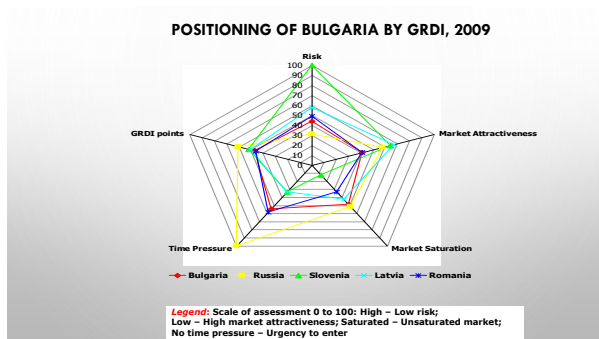 POSITIONING OF BULGARIA BY GRDI, 2009
Risk
100
90
80
70
60
50
40
30
20
10
0
GRDI points
Market Attractiveness
Time Pressure
Market Saturation
Bulgaria Russia Slovenia Latvia Romania
Legend: Scale of assessment 0 to 100: High – Low risk;
Low – High market attractiveness; Saturated – Unsaturated market;
No time pressure – Urgency to enter